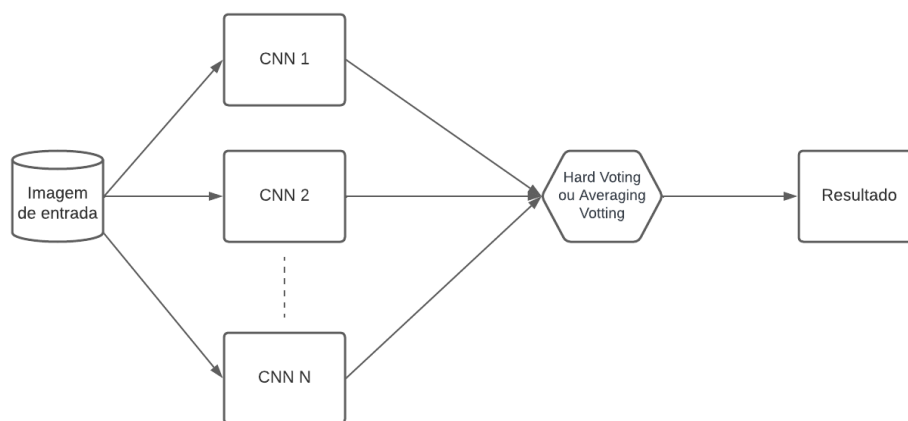 CNN 1
Imagem
de entrada
CNN 2
Hard Voting
ou Averaging
Votting
Resultado
CNN N